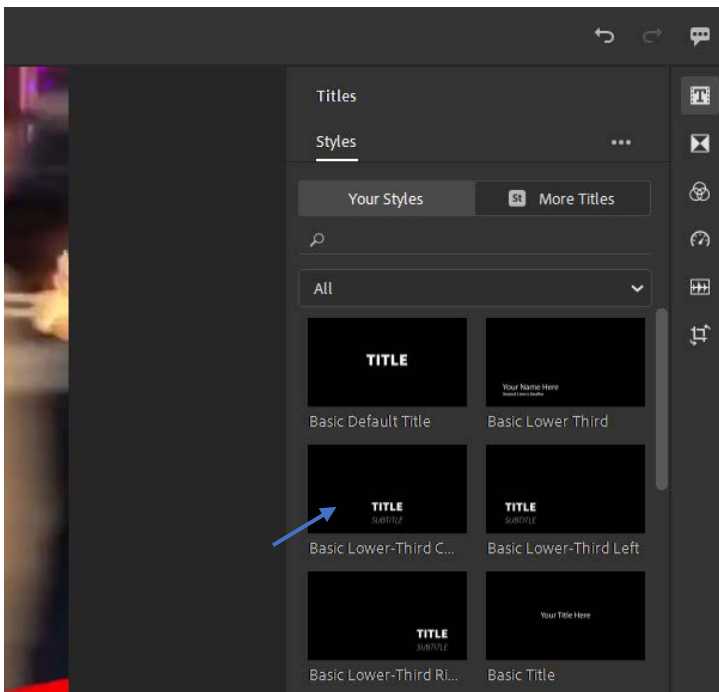 Titles
Styles
Your Styles
St More Titles
All
TITLE
Your Name Here
Basic Default Title
Basic Lower Third
TITLE
SUBTITLE
TITLE
SUBTITLE
Basic Lower-Third C...
Basic Lower-Third Left
TITLE
SUBTITLE
Your Title Here
Basic Lower-Third Ri...
Basic Title